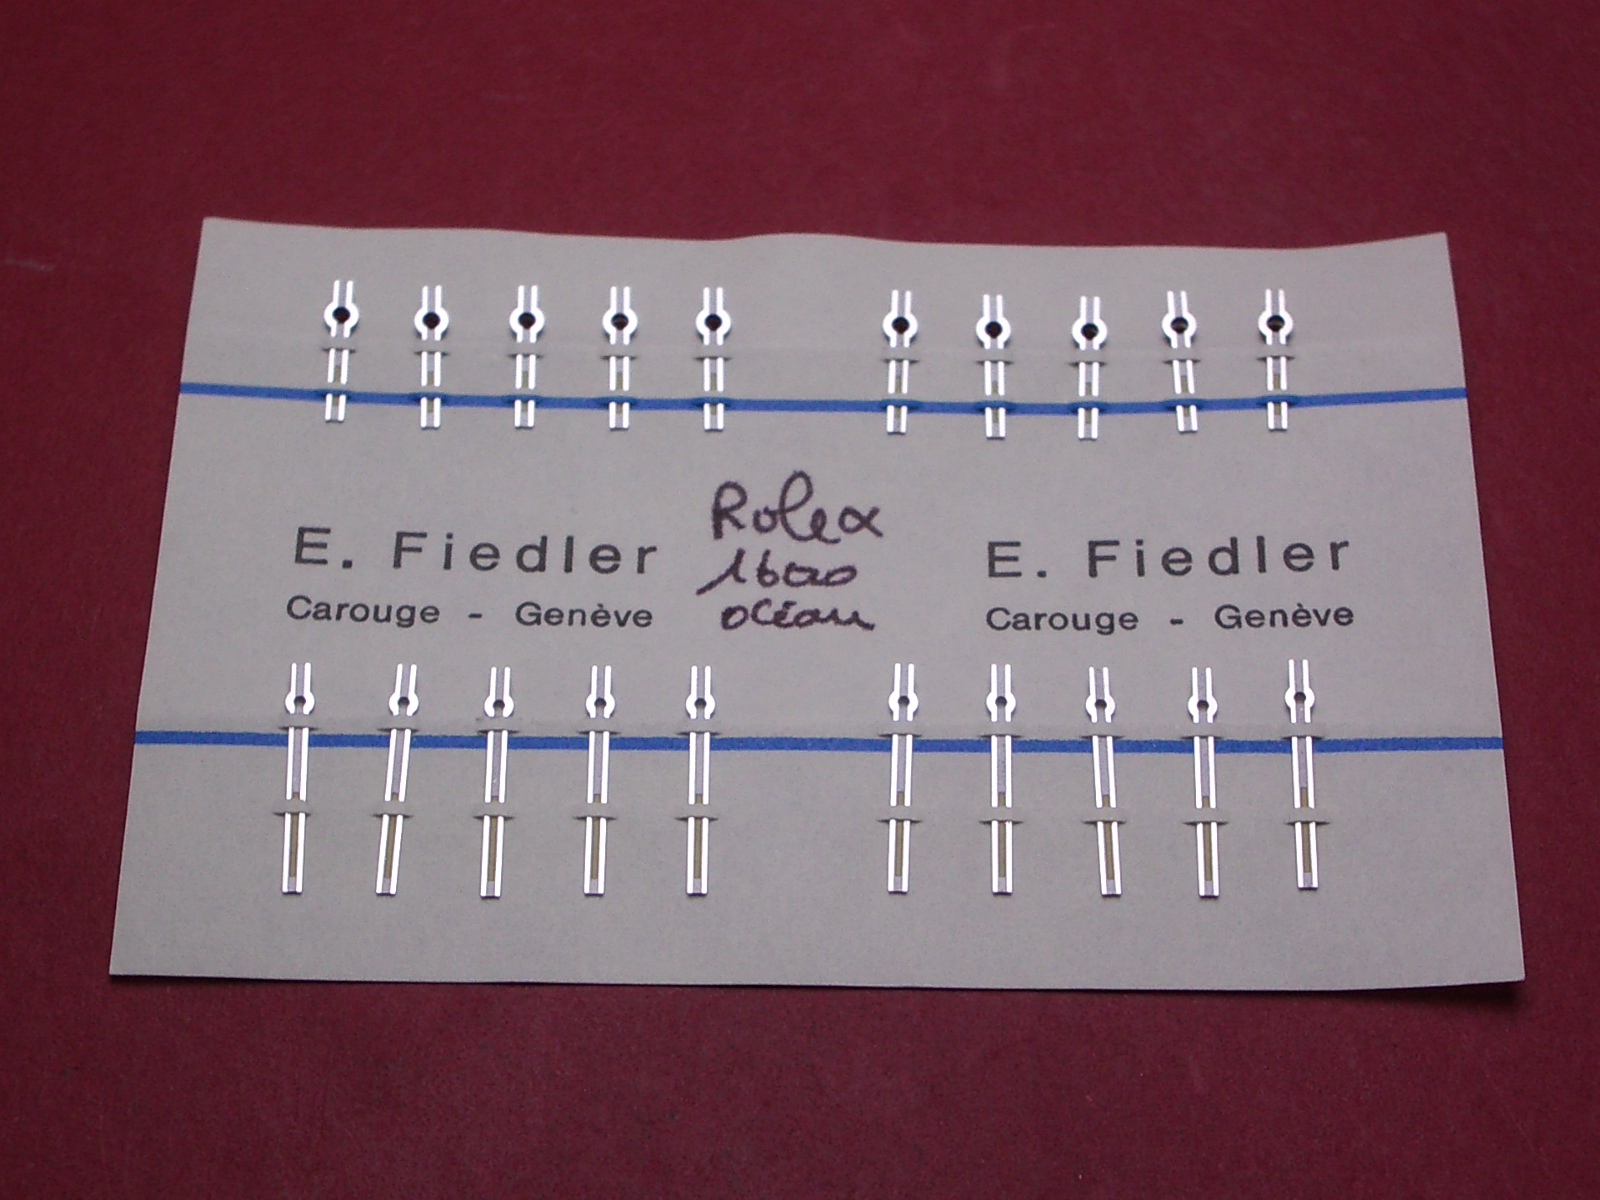 E. Fiedler
Carouge - Genève
Rolex
1600
océan
E. Fiedler
Carouge - Genève